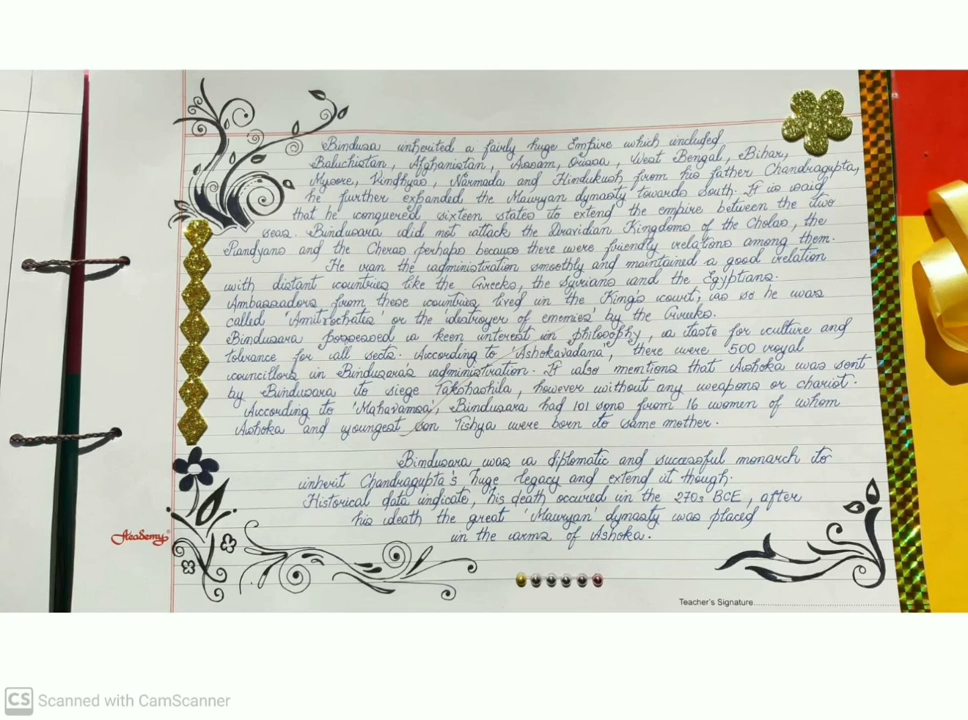 Bindusa inherited a fairly huge Empire which included
Baluchistan, Afghanistan, Assam, Orissa, West Bengal, Bihar,
Mysore, Vindhyas, Narmada and Hindukush from his father Chandragupta,
he further expanded the Mauryan dynasty towards South. It is said
that he conquered sixteen states to extend the empire between the two
seas. Bindusara did not attack the Dravidian Kingdoms of the Cholas, the
Pandyans and the Cheras perhaps because there were friendly relations among them.
He ran the administration smoothly and maintained a good relation
with distant countries like the Greeks, the Syrians and the Egyptians.
Ambassadors from these countries lived in the King's court, as so he was
called 'Amitrochates' or the 'destroyer of enemies' by the Greeks.
Bindusara possessed a keen interest in philosophy, a taste for culture and
tolerance for all sects. According to 'Ashokavadana', there were 500 royal
councillors in Bindusara's administration. It also mentions that Ashoka was sent
by Bindusara to siege Takshashila, however without any weapons or chariot.
According to 'Mahavamsa', Bindusara had 101 sons from 16 women of whom
Ashoka and youngest son Tishya were born to same mother.
Bindusara was a diplomatic and successful monarch to
inherit Chandragupta's huge legacy and extend it though.
Historical data indicate, his death occured in the 270s BCE, after
his death the great 'Mauryan' dynasty was placed
in the arms of Ashoka.
Academy
Teacher's Signature
CS Scanned with CamScanner